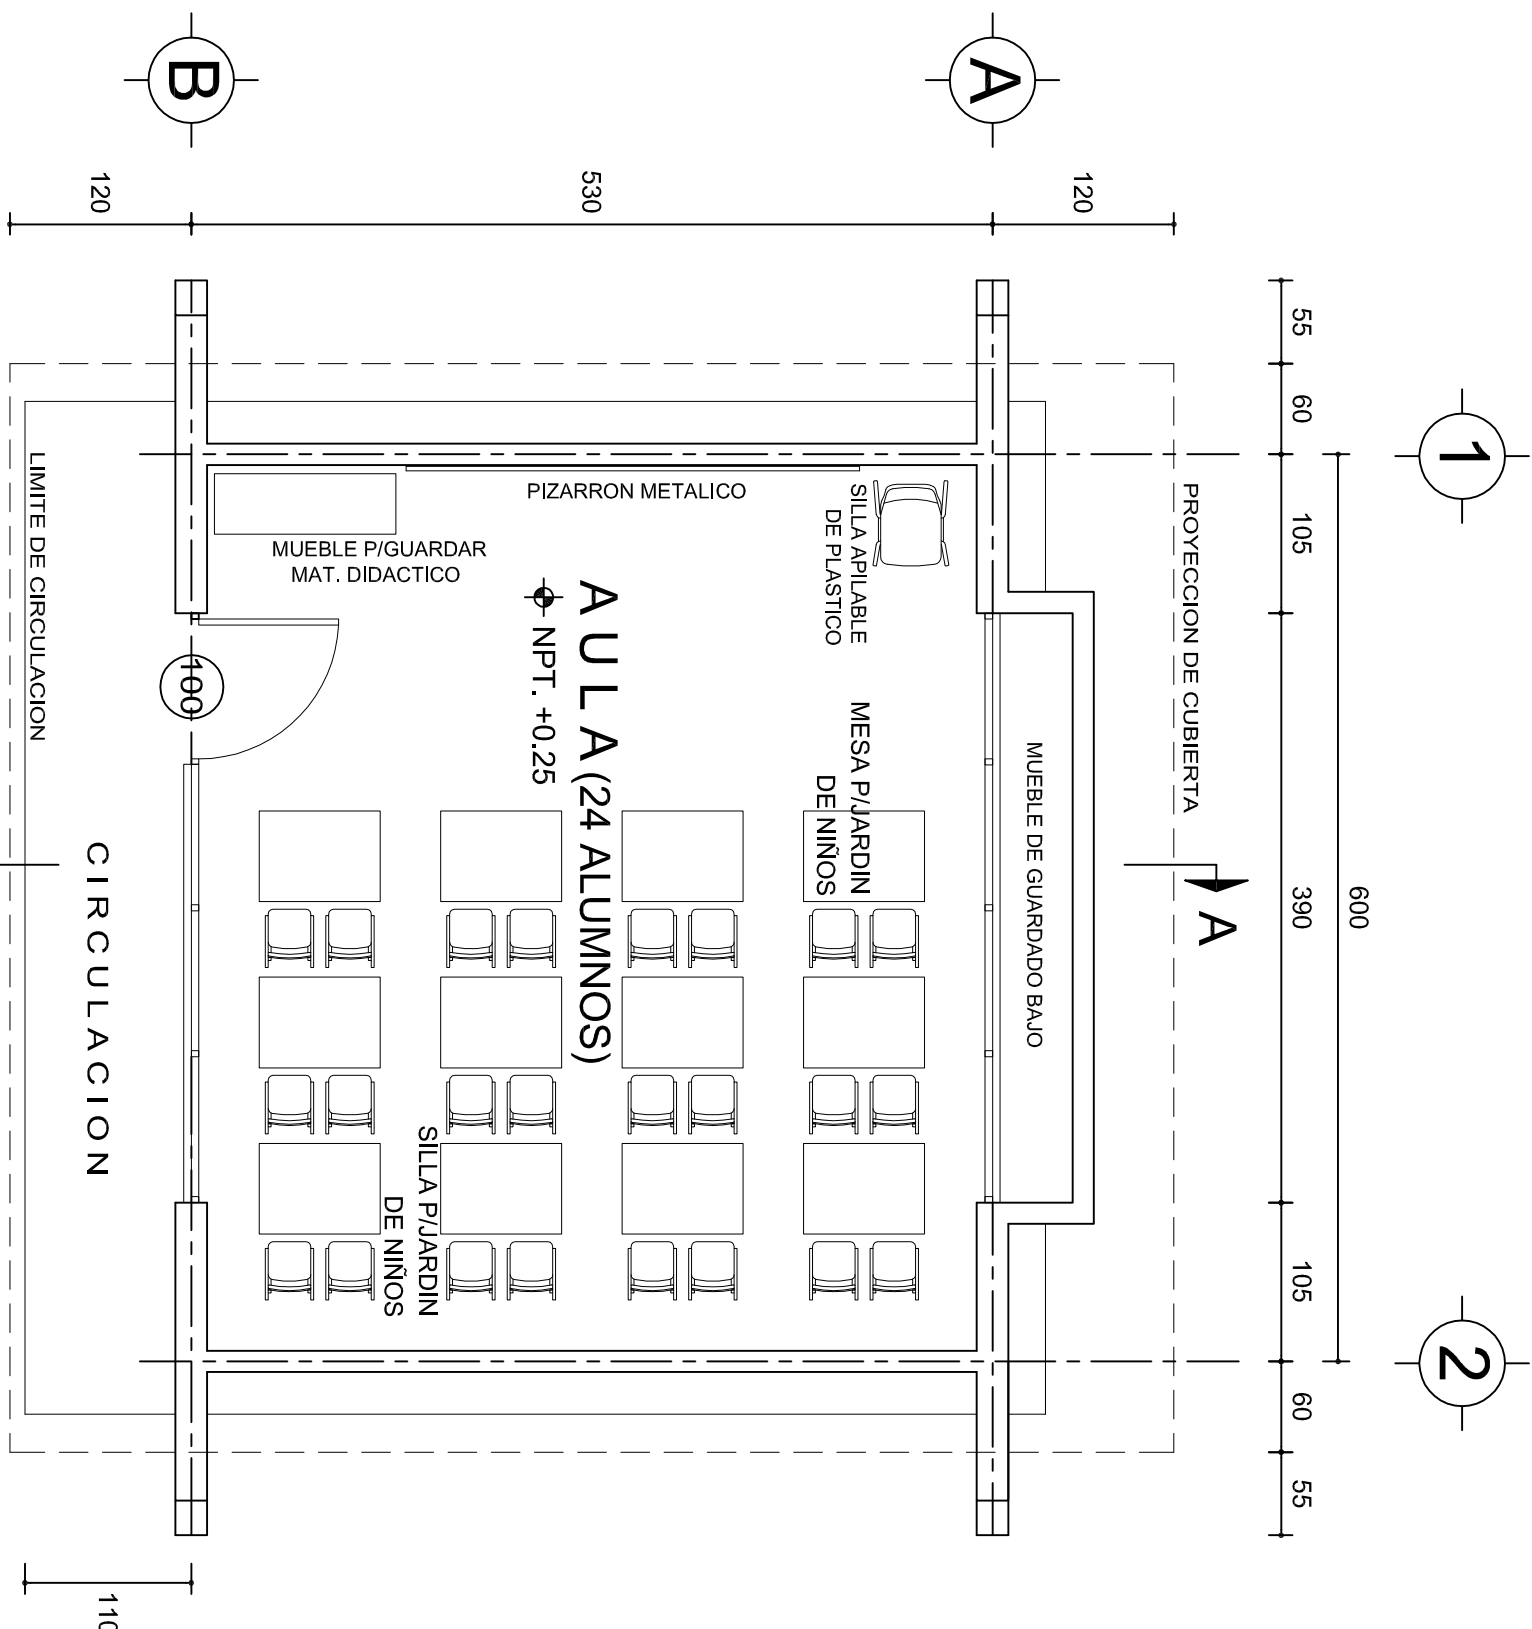 B
A
120
530
120
55
60
105
390
105
60
55
600
1
2
PROYECCION DE CUBIERTA
A
MUEBLE DE GUARDADO BAJO
SILLA APILABLE
DE PLASTICO
MESA P/JARDIN
DE NIÑOS
PIZARRON METALICO
MUEBLE P/GUARDAR
MAT. DIDACTICO
A U L A (24 ALUMNOS)
NPT. +0.25
SILLA P/JARDIN
DE NIÑOS
100
CIRCULACION
LIMITE DE CIRCULACION
110